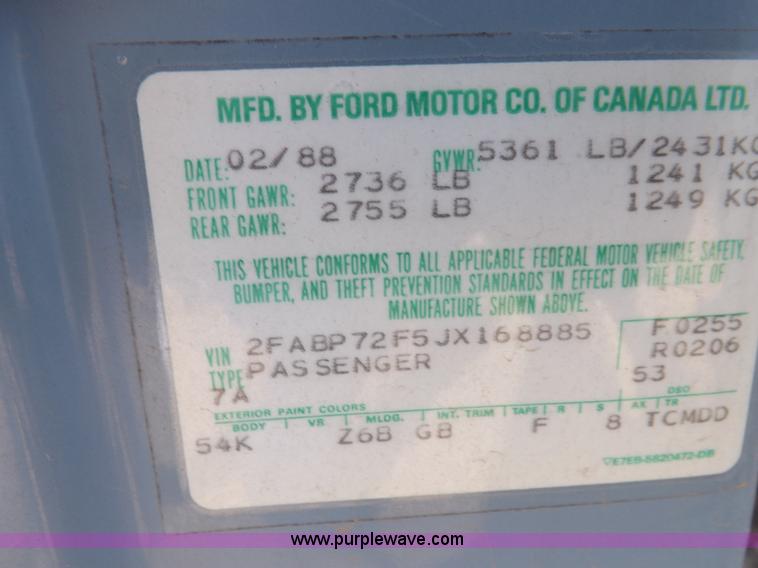 MFD. BY FORD MOTOR CO. OF CANADA LTD.
DATE: 02/88 GVWR: 5361 LB/2431KG
FRONT GAWR: 2736 LB 1241 KG
REAR GAWR: 2755 LB 1249 KG
THIS VEHICLE CONFORMS TO ALL APPLICABLE FEDERAL MOTOR VEHICLE SAFETY,
BUMPER, AND THEFT PREVENTION STANDARDS IN EFFECT ON THE DATE OF
MANUFACTURE SHOWN ABOVE.
VIN 2FABP72F5JX168885 F0255
TYPE PASSENGER R0206
7A 53
EXTERIOR PAINT COLORS DSO
BODY VR MLDG. INT. TRIM TAPE R S AX TR
54K Z6B GB F 8 TCMDD
E7EB-5820472-DB
www.purplewave.com